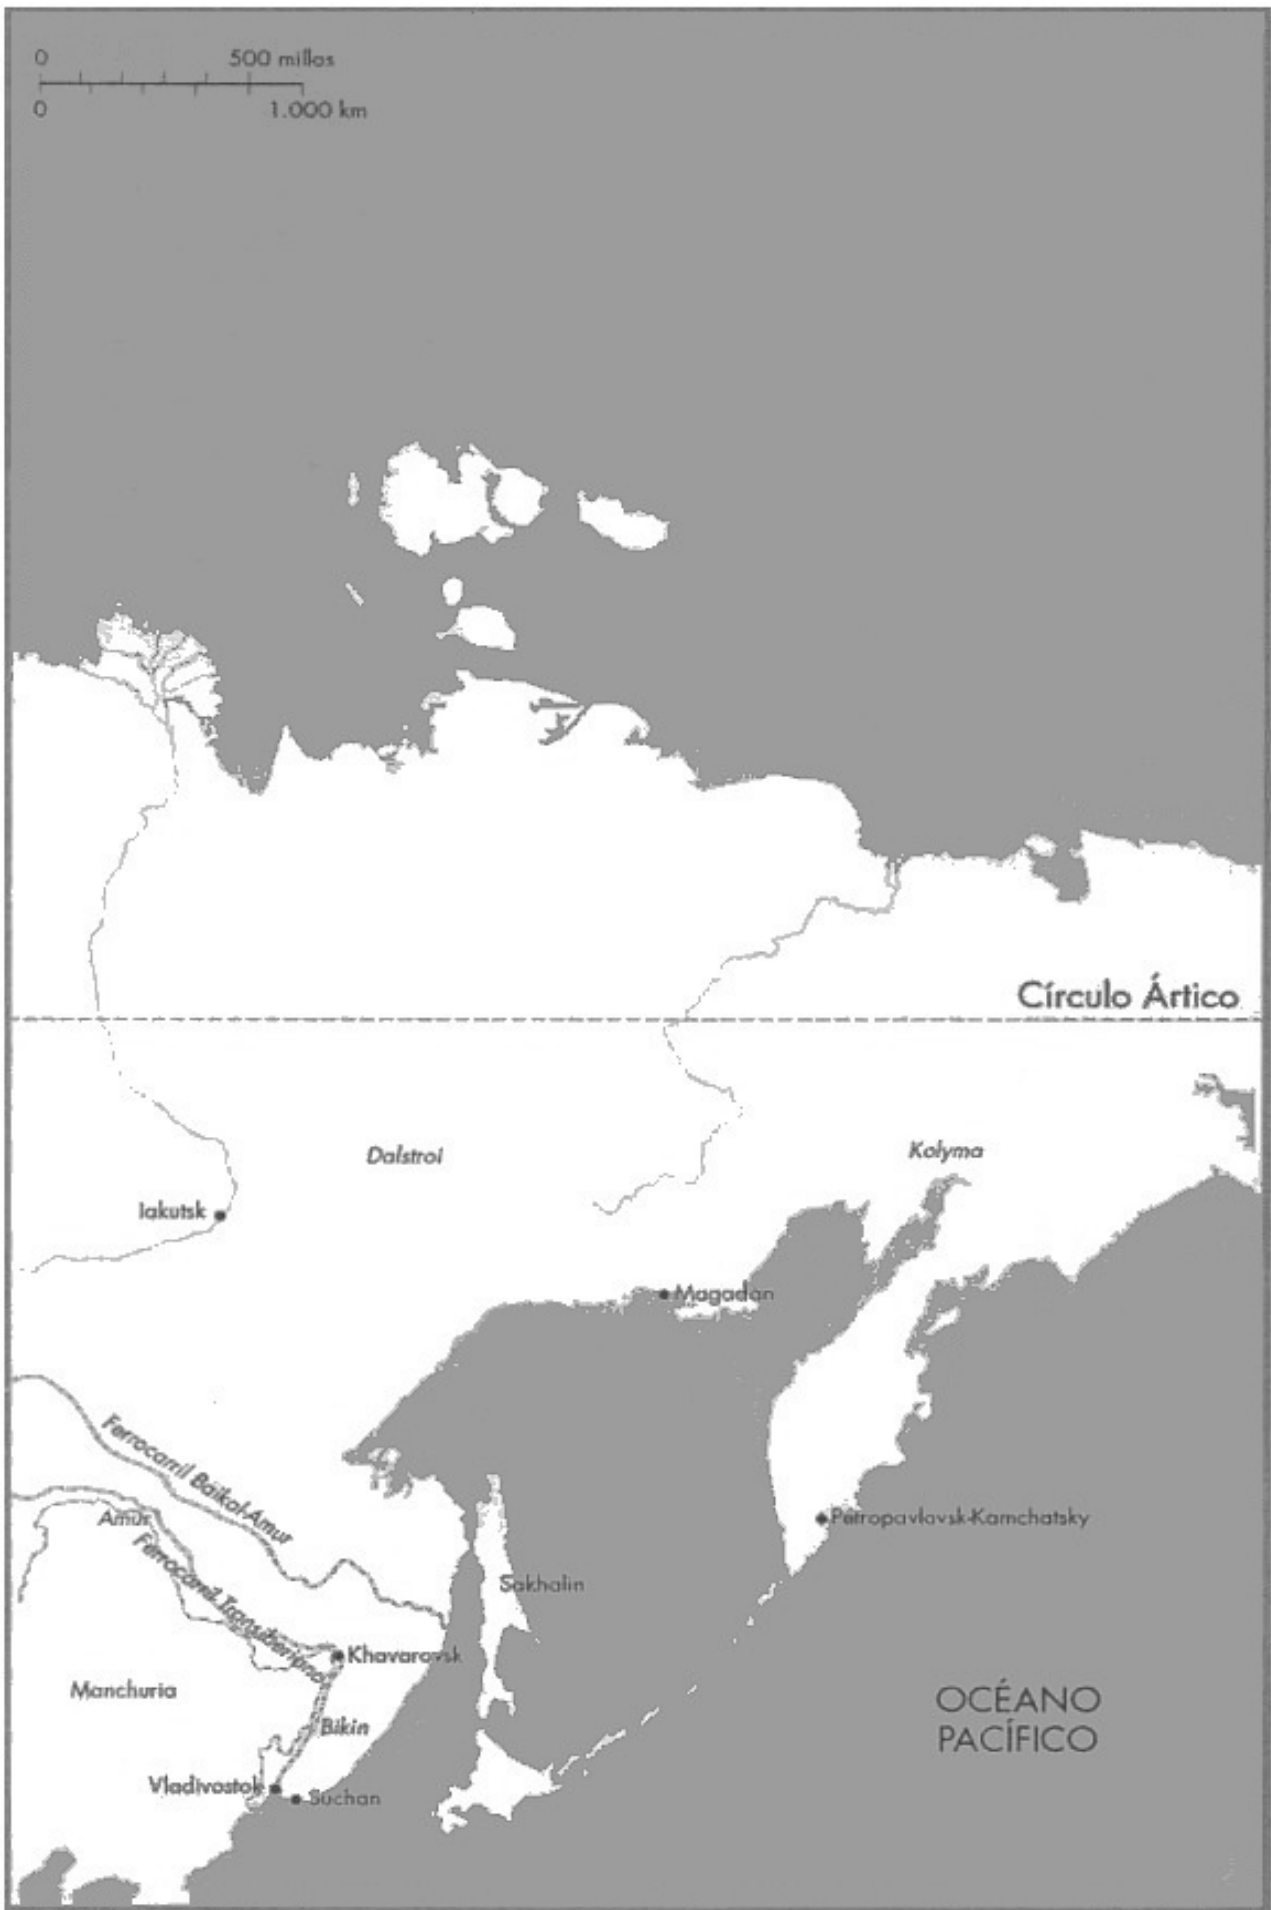 0 500 millas
0 1.000 km
Círculo Ártico
Dalstroi
Kolyma
Iakutsk
Magadan
Ferrocarril Baikal-Amur
Amur
Petropavlovsk-Kamchatsky
Ferrocarril Transiberiano
Sakhalin
Khavarovsk
Manchuria
OCÉANO
PACÍFICO
Bikin
Vladivostok
Suchan